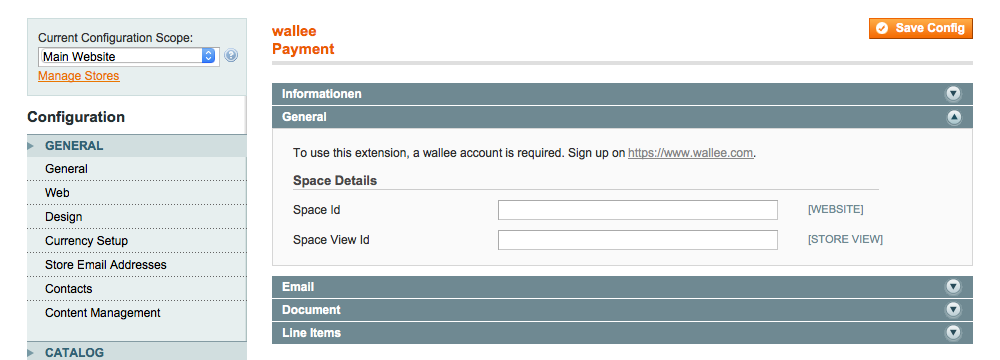 Current Configuration Scope:
Main Website
Manage Stores
Configuration
GENERAL
General
Web
Design
Currency Setup
Store Email Addresses
Contacts
Content Management
CATALOG
wallee
Payment
Save Config
Informationen
General
To use this extension, a wallee account is required. Sign up on https://www.wallee.com.
Space Details
Space Id [WEBSITE]
Space View Id [STORE VIEW]
Email
Document
Line Items